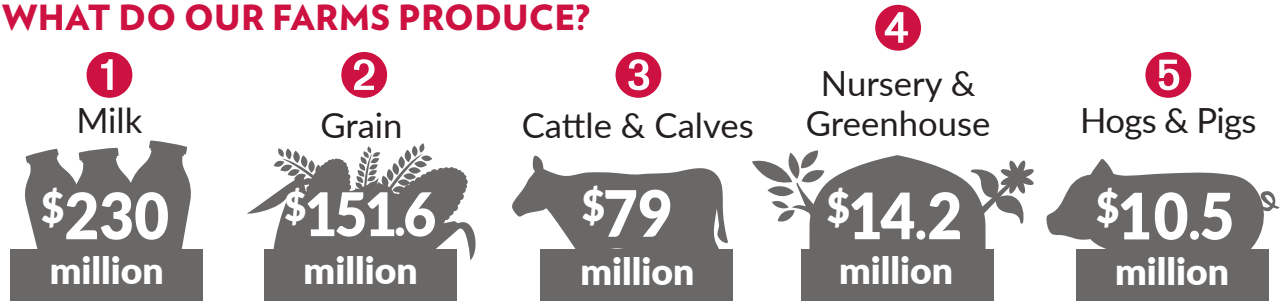 WHAT DO OUR FARMS PRODUCE?
1
Milk
$230
million
2
Grain
$151.6
million
3
Cattle & Calves
$79
million
4
Nursery &
Greenhouse
$14.2
million
5
Hogs & Pigs
$10.5
million